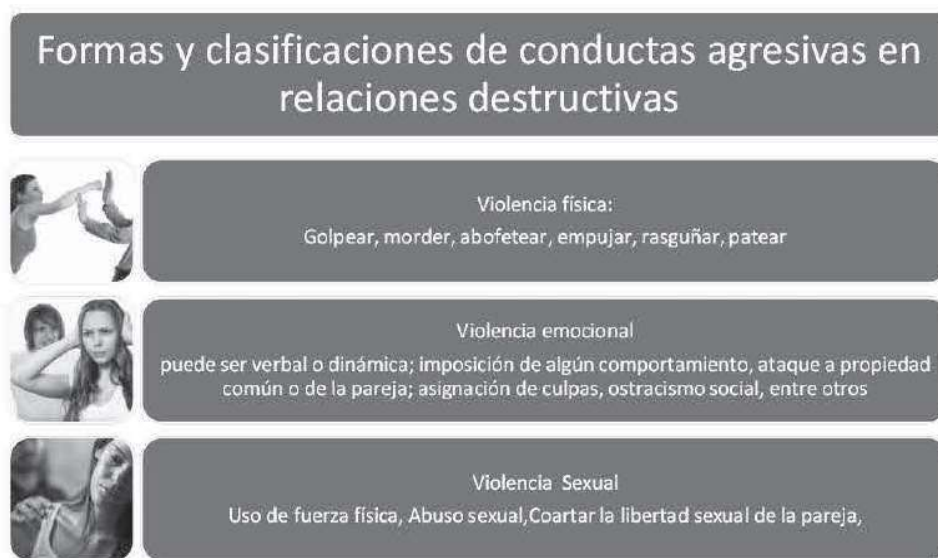 Formas y clasificaciones de conductas agresivas en
relaciones destructivas
Violencia física:
Golpear, morder, abofetear, empujar, rasguñar, patear
Violencia emocional
puede ser verbal o dinámica; imposición de algún comportamiento, ataque a propiedad
común o de la pareja; asignación de culpas, ostracismo social, entre otros
Violencia Sexual
Uso de fuerza física, Abuso sexual,Coartar la libertad sexual de la pareja,